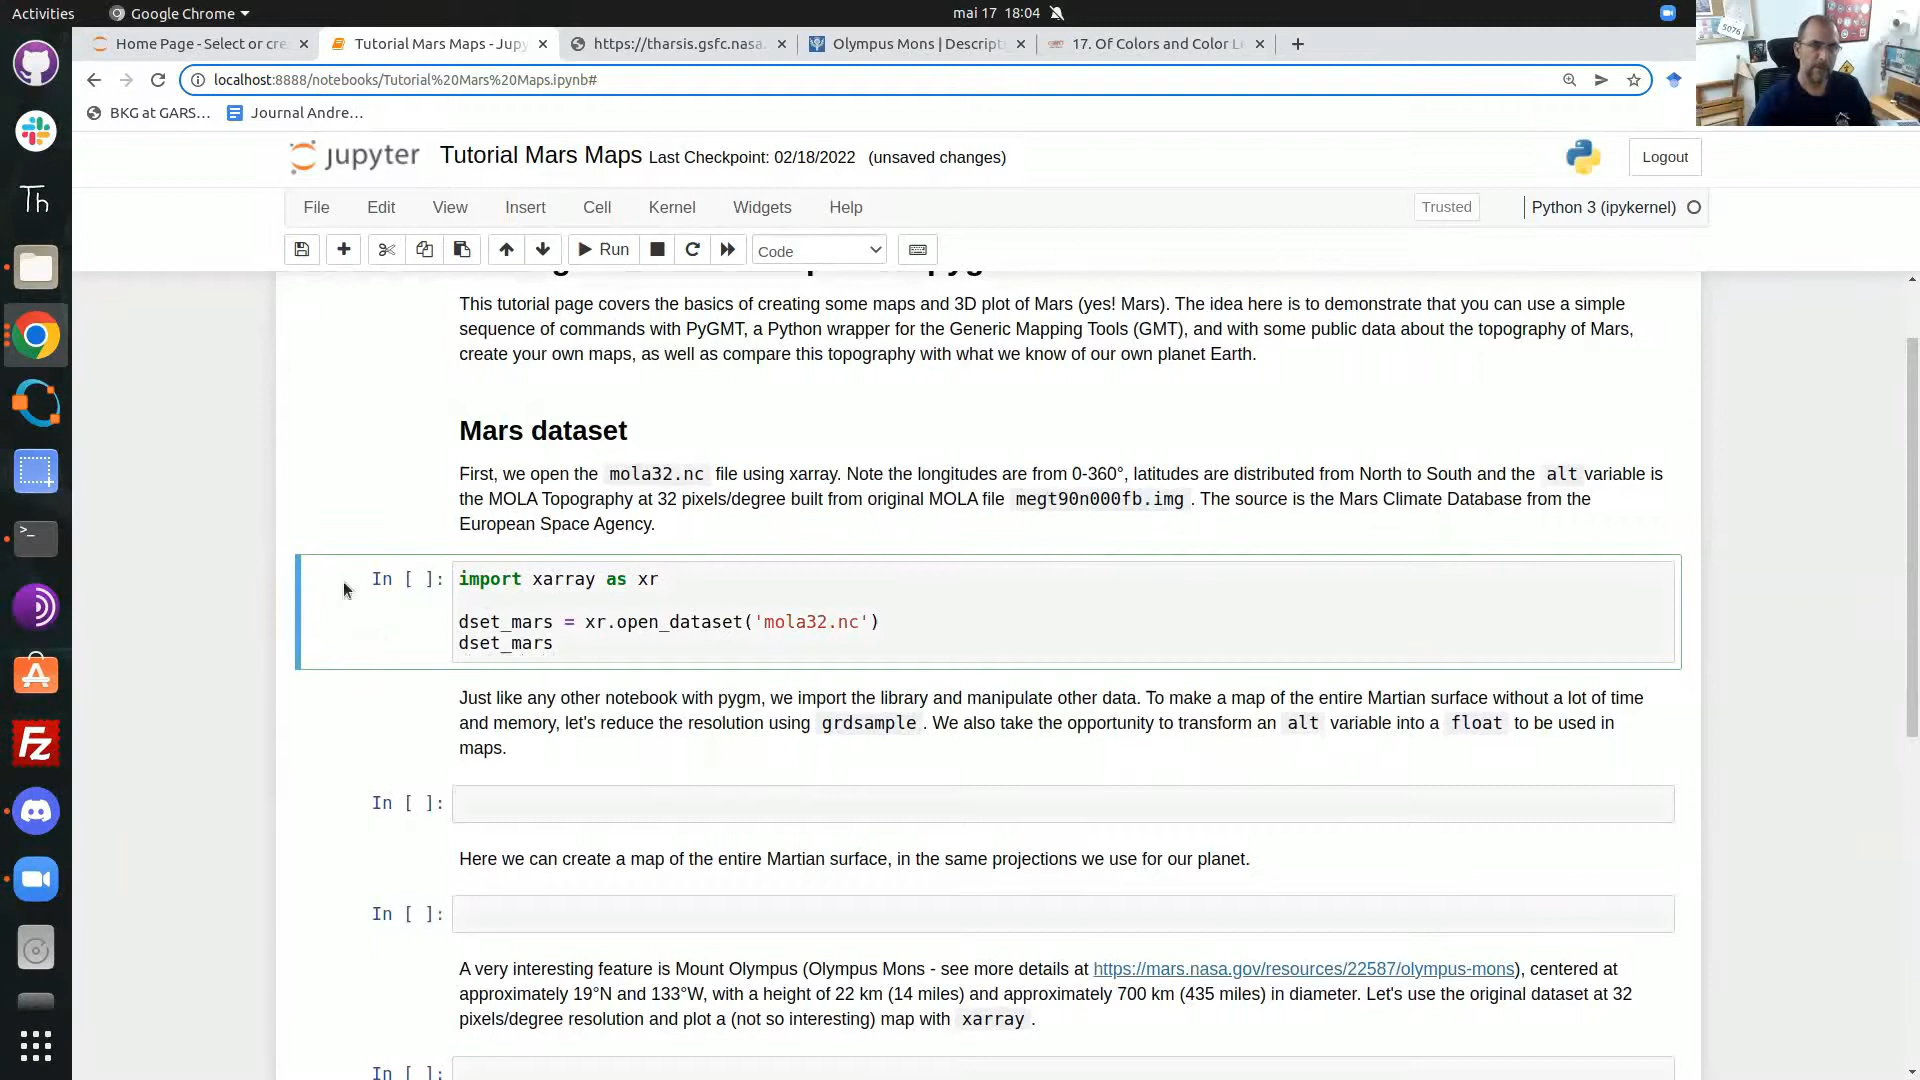 Activities
Google Chrome
mai 17 18:04
Home Page - Select or cre
Tutorial Mars Maps - Jupy
https://tharsis.gsfc.nasa.
Olympus Mons | Descript
17. Of Colors and Color L
localhost:8888/notebooks/Tutorial%20Mars%20Maps.ipynb#
BKG at GARS...
Journal Andre...
5076
jupyter
Tutorial Mars Maps Last Checkpoint: 02/18/2022 (unsaved changes)
Logout
File
Edit
View
Insert
Cell
Kernel
Widgets
Help
Trusted
Python 3 (ipykernel)
Run
Code
This tutorial page covers the basics of creating some maps and 3D plot of Mars (yes! Mars). The idea here is to demonstrate that you can use a simple
sequence of commands with PyGMT, a Python wrapper for the Generic Mapping Tools (GMT), and with some public data about the topography of Mars,
create your own maps, as well as compare this topography with what we know of our own planet Earth.
Mars dataset
First, we open the mola32.nc file using xarray. Note the longitudes are from 0-360°, latitudes are distributed from North to South and the alt variable is
the MOLA Topography at 32 pixels/degree built from original MOLA file megt90n000fb.img . The source is the Mars Climate Database from the
European Space Agency.
In [ ]:
import xarray as xr
dset_mars = xr.open_dataset('mola32.nc')
dset_mars
Just like any other notebook with pygm, we import the library and manipulate other data. To make a map of the entire Martian surface without a lot of time
and memory, let's reduce the resolution using grdsample . We also take the opportunity to transform an alt variable into a float to be used in
maps.
In [ ]:
Here we can create a map of the entire Martian surface, in the same projections we use for our planet.
In [ ]:
A very interesting feature is Mount Olympus (Olympus Mons - see more details at https://mars.nasa.gov/resources/22587/olympus-mons), centered at
approximately 19°N and 133°W, with a height of 22 km (14 miles) and approximately 700 km (435 miles) in diameter. Let's use the original dataset at 32
pixels/degree resolution and plot a (not so interesting) map with xarray .
In [ ]:
Th
Fz